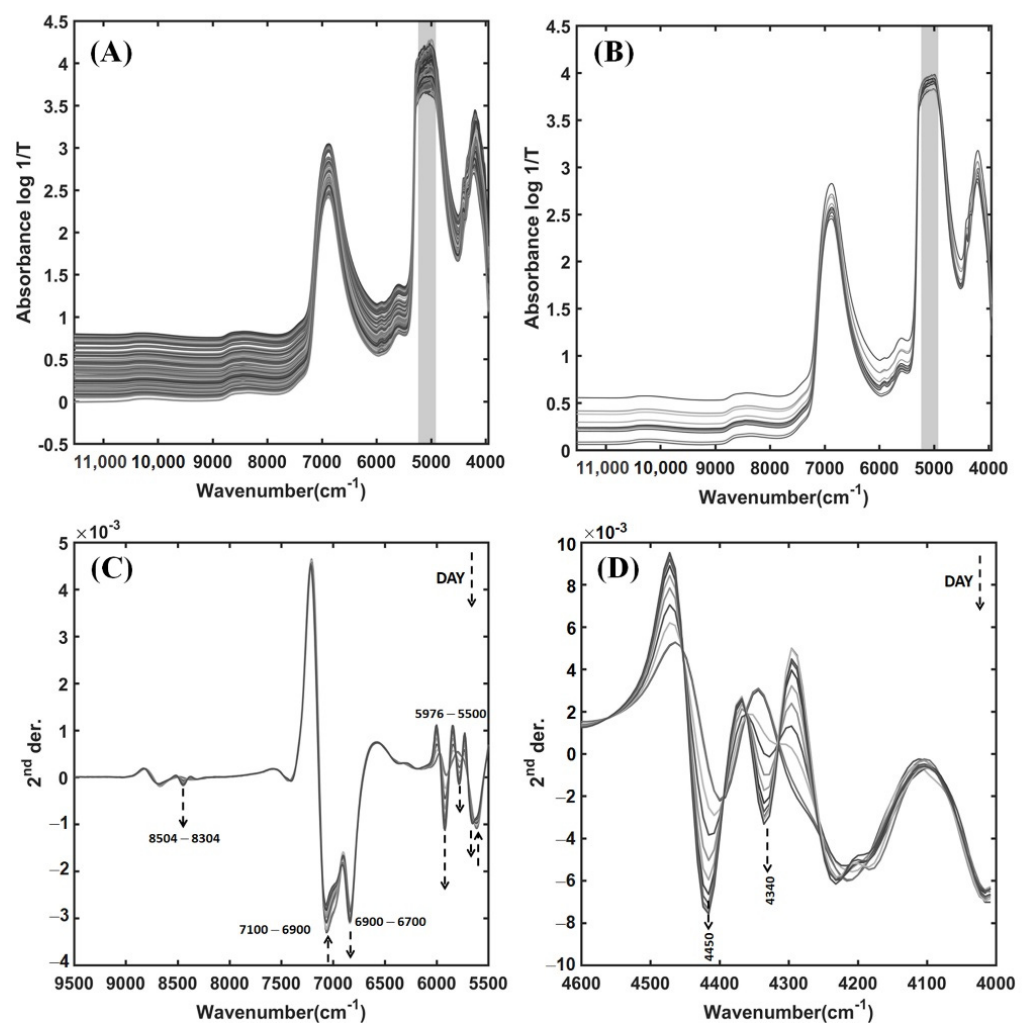 (A)
Absorbance log 1/T
4.5
4
3.5
3
2.5
2
1.5
1
0.5
0
-0.5
11,000 10,000 9000 8000 7000 6000 5000 4000
Wavenumber(cm⁻¹)
(B)
Absorbance log 1/T
4.5
4
3.5
3
2.5
2
1.5
1
0.5
0
11,000 10,000 9000 8000 7000 6000 5000 4000
Wavenumber(cm⁻¹)
×10⁻³
(C)
DAY
2ⁿᵈ der.
5
4
3
2
1
0
−1
−2
−3
−4
5976 – 5500
8504 – 8304
7100 – 6900
6900 – 6700
9500 9000 8500 8000 7500 7000 6500 6000 5500
Wavenumber(cm⁻¹)
×10⁻³
(D)
DAY
2ⁿᵈ der.
10
8
6
4
2
0
−2
−4
−6
−8
−10
4340
4450
4600 4500 4400 4300 4200 4100 4000
Wavenumber(cm⁻¹)